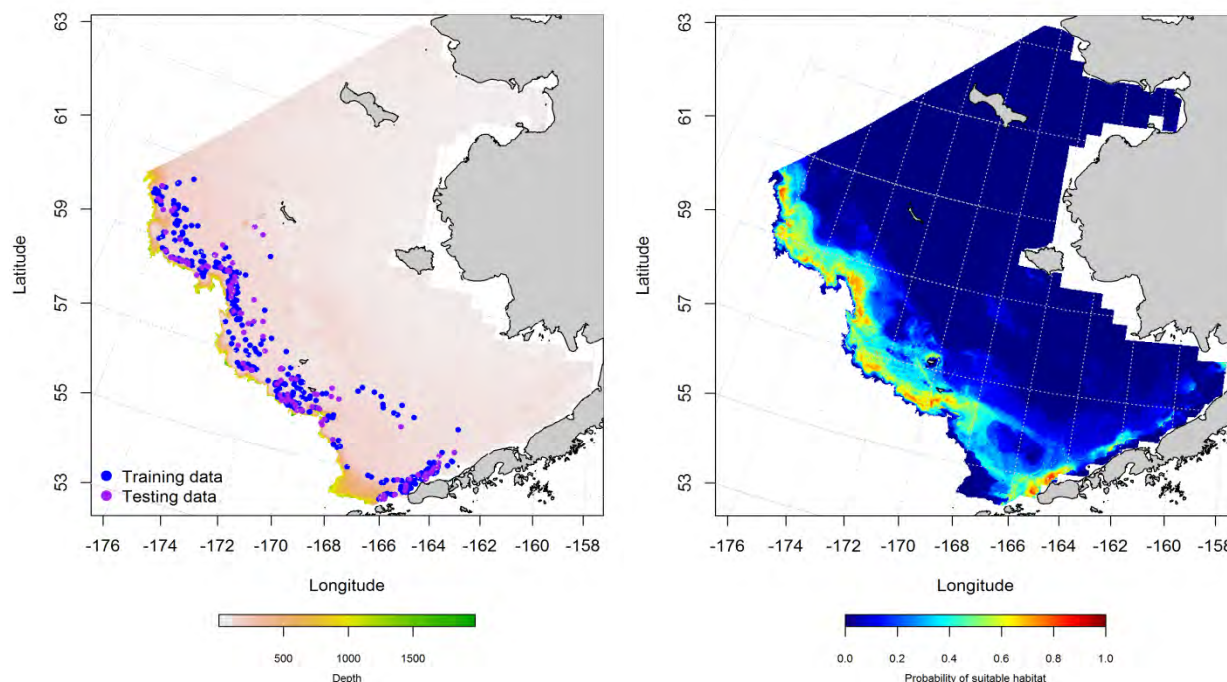 63
61
59
57
55
53
Latitude
Training data
Testing data
-176 -174 -172 -170 -168 -166 -164 -162 -160 -158
Longitude
500 1000 1500
Depth
63
61
59
57
55
53
Latitude
-176 -174 -172 -170 -168 -166 -164 -162 -160 -158
Longitude
0.0 0.2 0.4 0.6 0.8 1.0
Probability of suitable habitat